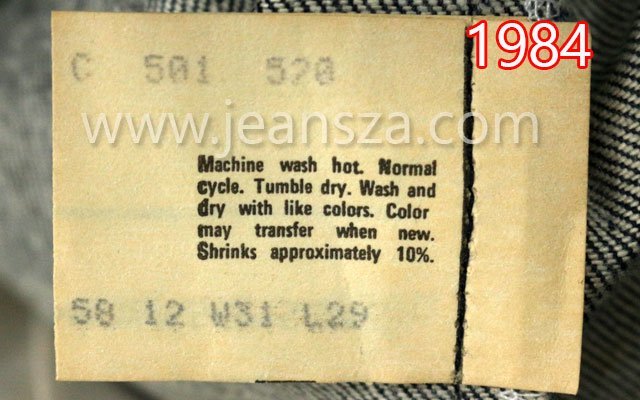 1984
C 501 520
www.jeansza.com
Machine wash hot. Normal
cycle. Tumble dry. Wash and
dry with like colors. Color
may transfer when new.
Shrinks approximately 10%.
58 12 W31 L29